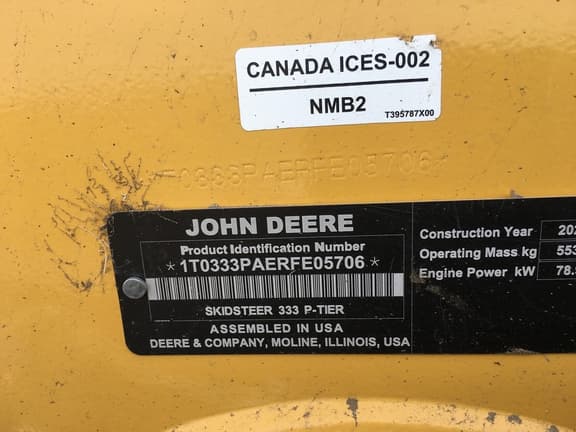 CANADA ICES-002
NMB2
T395787X00
0333PAERFE05706*
JOHN DEERE
Product Identification Number
*1T0333PAERFE05706*
SKIDSTEER 333 P-TIER
ASSEMBLED IN USA
DEERE & COMPANY, MOLINE, ILLINOIS, USA
Construction Year
Operating Mass kg
Engine Power kW